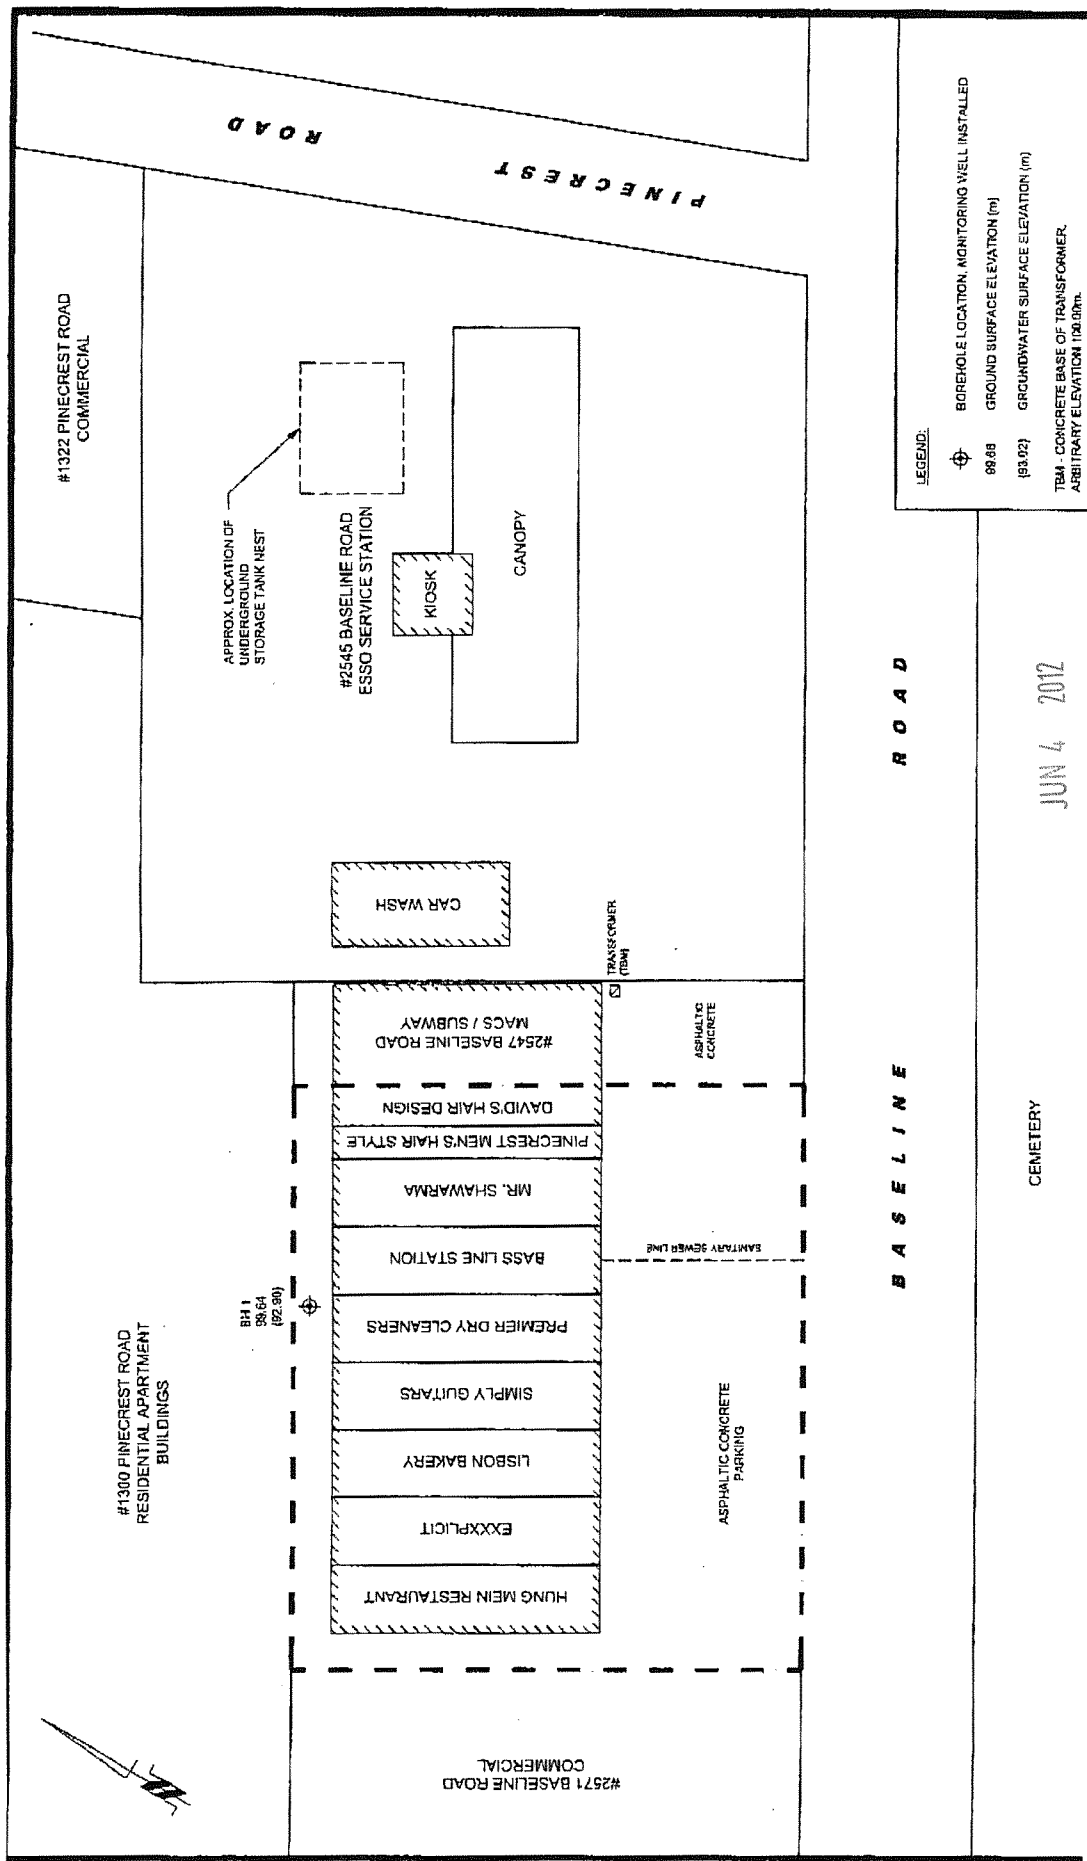 #1322 PINECREST ROAD
COMMERCIAL
PINECREST
ROAD
APPROX. LOCATION OF
UNDERGROUND
STORAGE TANK NEST
#2545 BASELINE ROAD
ESSO SERVICE STATION
KIOSK
CANOPY
CAR WASH
TRANSFORMER
(TBM)
#1300 PINECREST ROAD
RESIDENTIAL APARTMENT
BUILDINGS
BH 1
99.64
(92.90)
#2571 BASELINE ROAD
COMMERCIAL
HUNG MEIN RESTAURANT
EXXXPLICIT
LISBON BAKERY
SIMPLY GUITARS
PREMIER DRY CLEANERS
BASS LINE STATION
MR. SHAWARMA
PINECREST MEN'S HAIR STYLE
DAVID'S HAIR DESIGN
#2547 BASELINE ROAD
MACS / SUBWAY
SANITARY SEWER LINE
ASPHALTIC CONCRETE
PARKING
ASPHALTIC
CONCRETE
BASELINE ROAD
CEMETERY
JUN 4 2012
LEGEND:
BOREHOLE LOCATION, MONITORING WELL INSTALLED
99.68 GROUND SURFACE ELEVATION (m)
(93.02) GROUNDWATER SURFACE ELEVATION (m)
TBM - CONCRETE BASE OF TRANSFORMER.
ARBITRARY ELEVATION 100.00m.